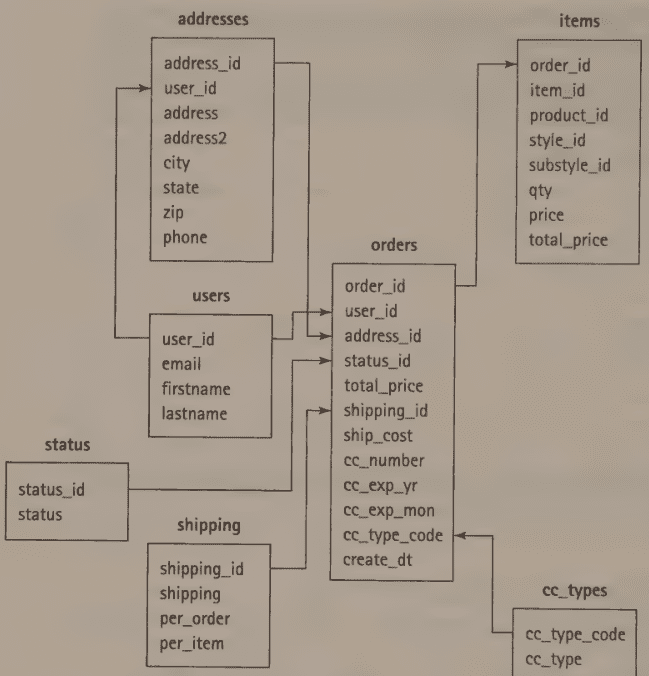 addresses
address_id
user_id
address
address2
city
state
zip
phone
items
order_id
item_id
product_id
style_id
substyle_id
qty
price
total_price
orders
order_id
user_id
address_id
status_id
total_price
shipping_id
ship_cost
cc_number
cc_exp_yr
cc_exp_mon
cc_type_code
create_dt
users
user_id
email
firstname
lastname
status
status_id
status
shipping
shipping_id
shipping
per_order
per_item
cc_types
cc_type_code
cc_type